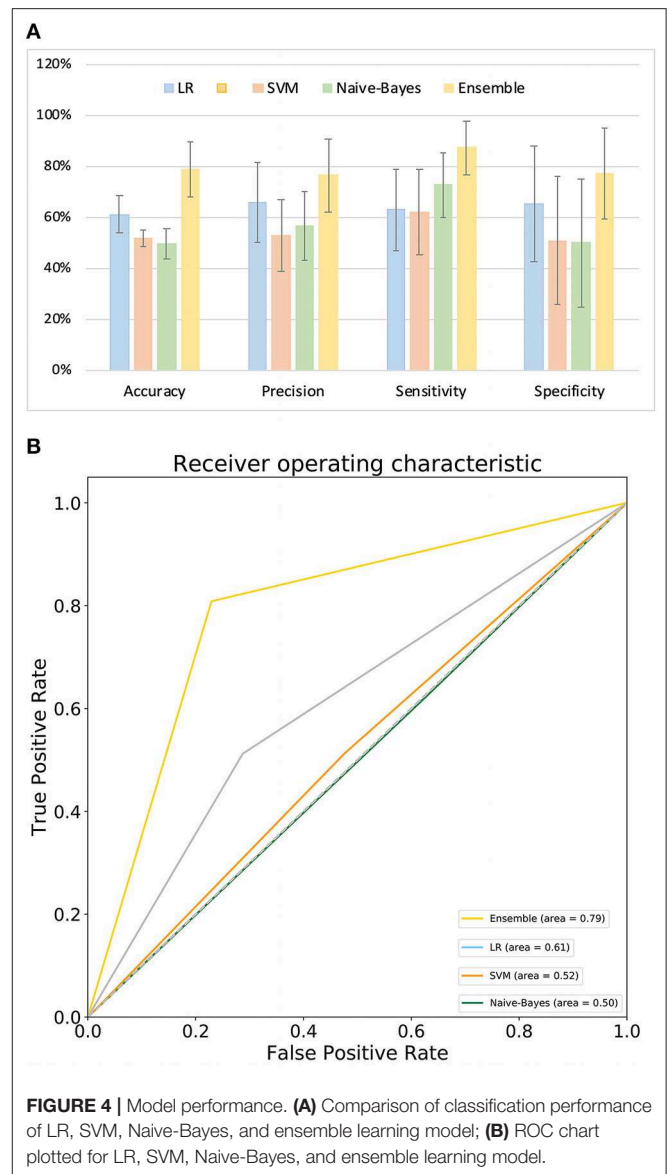 A
LR SVM Naive-Bayes Ensemble
120%
100%
80%
60%
40%
20%
0%
Accuracy Precision Sensitivity Specificity
B
Receiver operating characteristic
True Positive Rate
1.0
0.8
0.6
0.4
0.2
0.0
Ensemble (area = 0.79)
LR (area = 0.61)
SVM (area = 0.52)
Naive-Bayes (area = 0.50)
0.0 0.2 0.4 0.6 0.8 1.0
False Positive Rate
FIGURE 4 | Model performance. (A) Comparison of classification performance
of LR, SVM, Naive-Bayes, and ensemble learning model; (B) ROC chart
plotted for LR, SVM, Naive-Bayes, and ensemble learning model.